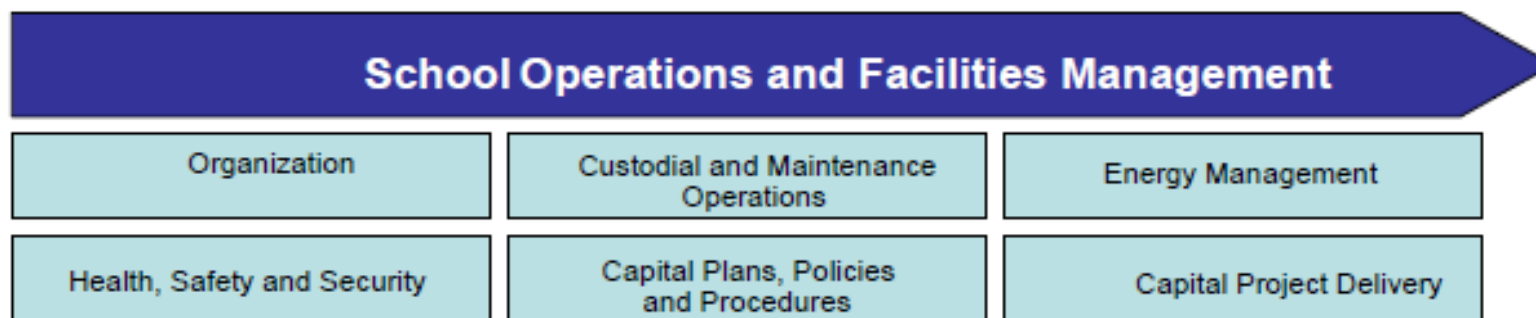 School Operations and Facilities Management
Organization
Custodial and Maintenance
Operations
Energy Management
Health, Safety and Security
Capital Plans, Policies
and Procedures
Capital Project Delivery